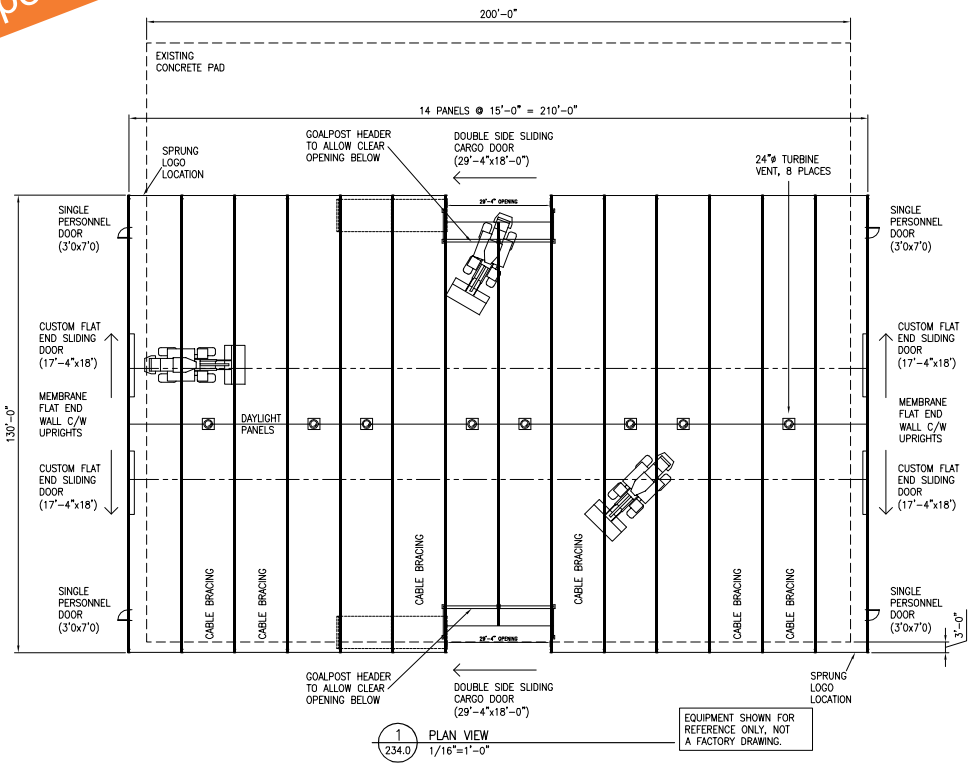 200'-0"
EXISTING
CONCRETE PAD
14 PANELS @ 15'-0" = 210'-0"
GOALPOST HEADER
TO ALLOW CLEAR
OPENING BELOW
DOUBLE SIDE SLIDING
CARGO DOOR
(29'-4"x18'-0")
SPRUNG
LOGO
LOCATION
24"ø TURBINE
VENT, 8 PLACES
29'-4" OPENING
SINGLE
PERSONNEL
DOOR
(3'0x7'0)
SINGLE
PERSONNEL
DOOR
(3'0x7'0)
CUSTOM FLAT
END SLIDING
DOOR
(17'-4"x18')
CUSTOM FLAT
END SLIDING
DOOR
(17'-4"x18')
130'-0"
MEMBRANE
FLAT END
WALL C/W
UPRIGHTS
DAYLIGHT
PANELS
MEMBRANE
FLAT END
WALL C/W
UPRIGHTS
CUSTOM FLAT
END SLIDING
DOOR
(17'-4"x18')
CUSTOM FLAT
END SLIDING
DOOR
(17'-4"x18')
CABLE BRACING
CABLE BRACING
CABLE BRACING
CABLE BRACING
CABLE BRACING
CABLE BRACING
SINGLE
PERSONNEL
DOOR
(3'0x7'0)
SINGLE
PERSONNEL
DOOR
(3'0x7'0)
3'-0"
29'-4" OPENING
GOALPOST HEADER
TO ALLOW CLEAR
OPENING BELOW
DOUBLE SIDE SLIDING
CARGO DOOR
(29'-4"x18'-0")
SPRUNG
LOGO
LOCATION
1
234.0
PLAN VIEW
1/16"=1'-0"
EQUIPMENT SHOWN FOR
REFERENCE ONLY, NOT
A FACTORY DRAWING.